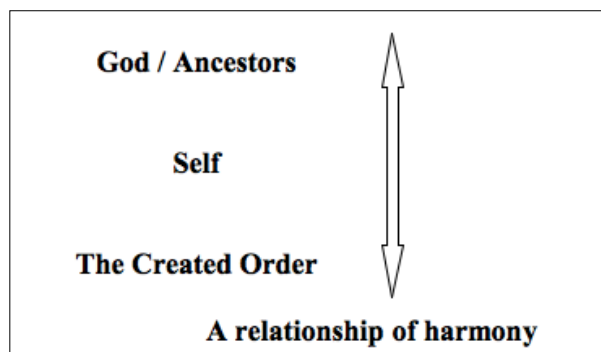 God / Ancestors
Self
The Created Order
A relationship of harmony